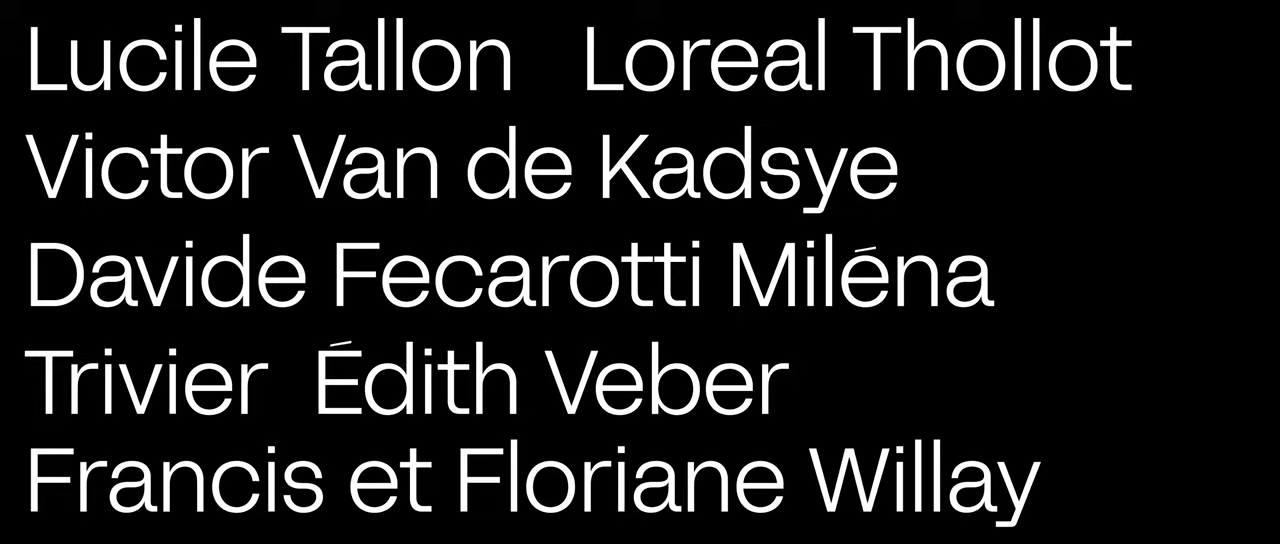 Lucile Tallon Loreal Thollot
Victor Van de Kadsye
Davide Fecarotti Miléna
Trivier Édith Veber
Francis et Floriane Willay